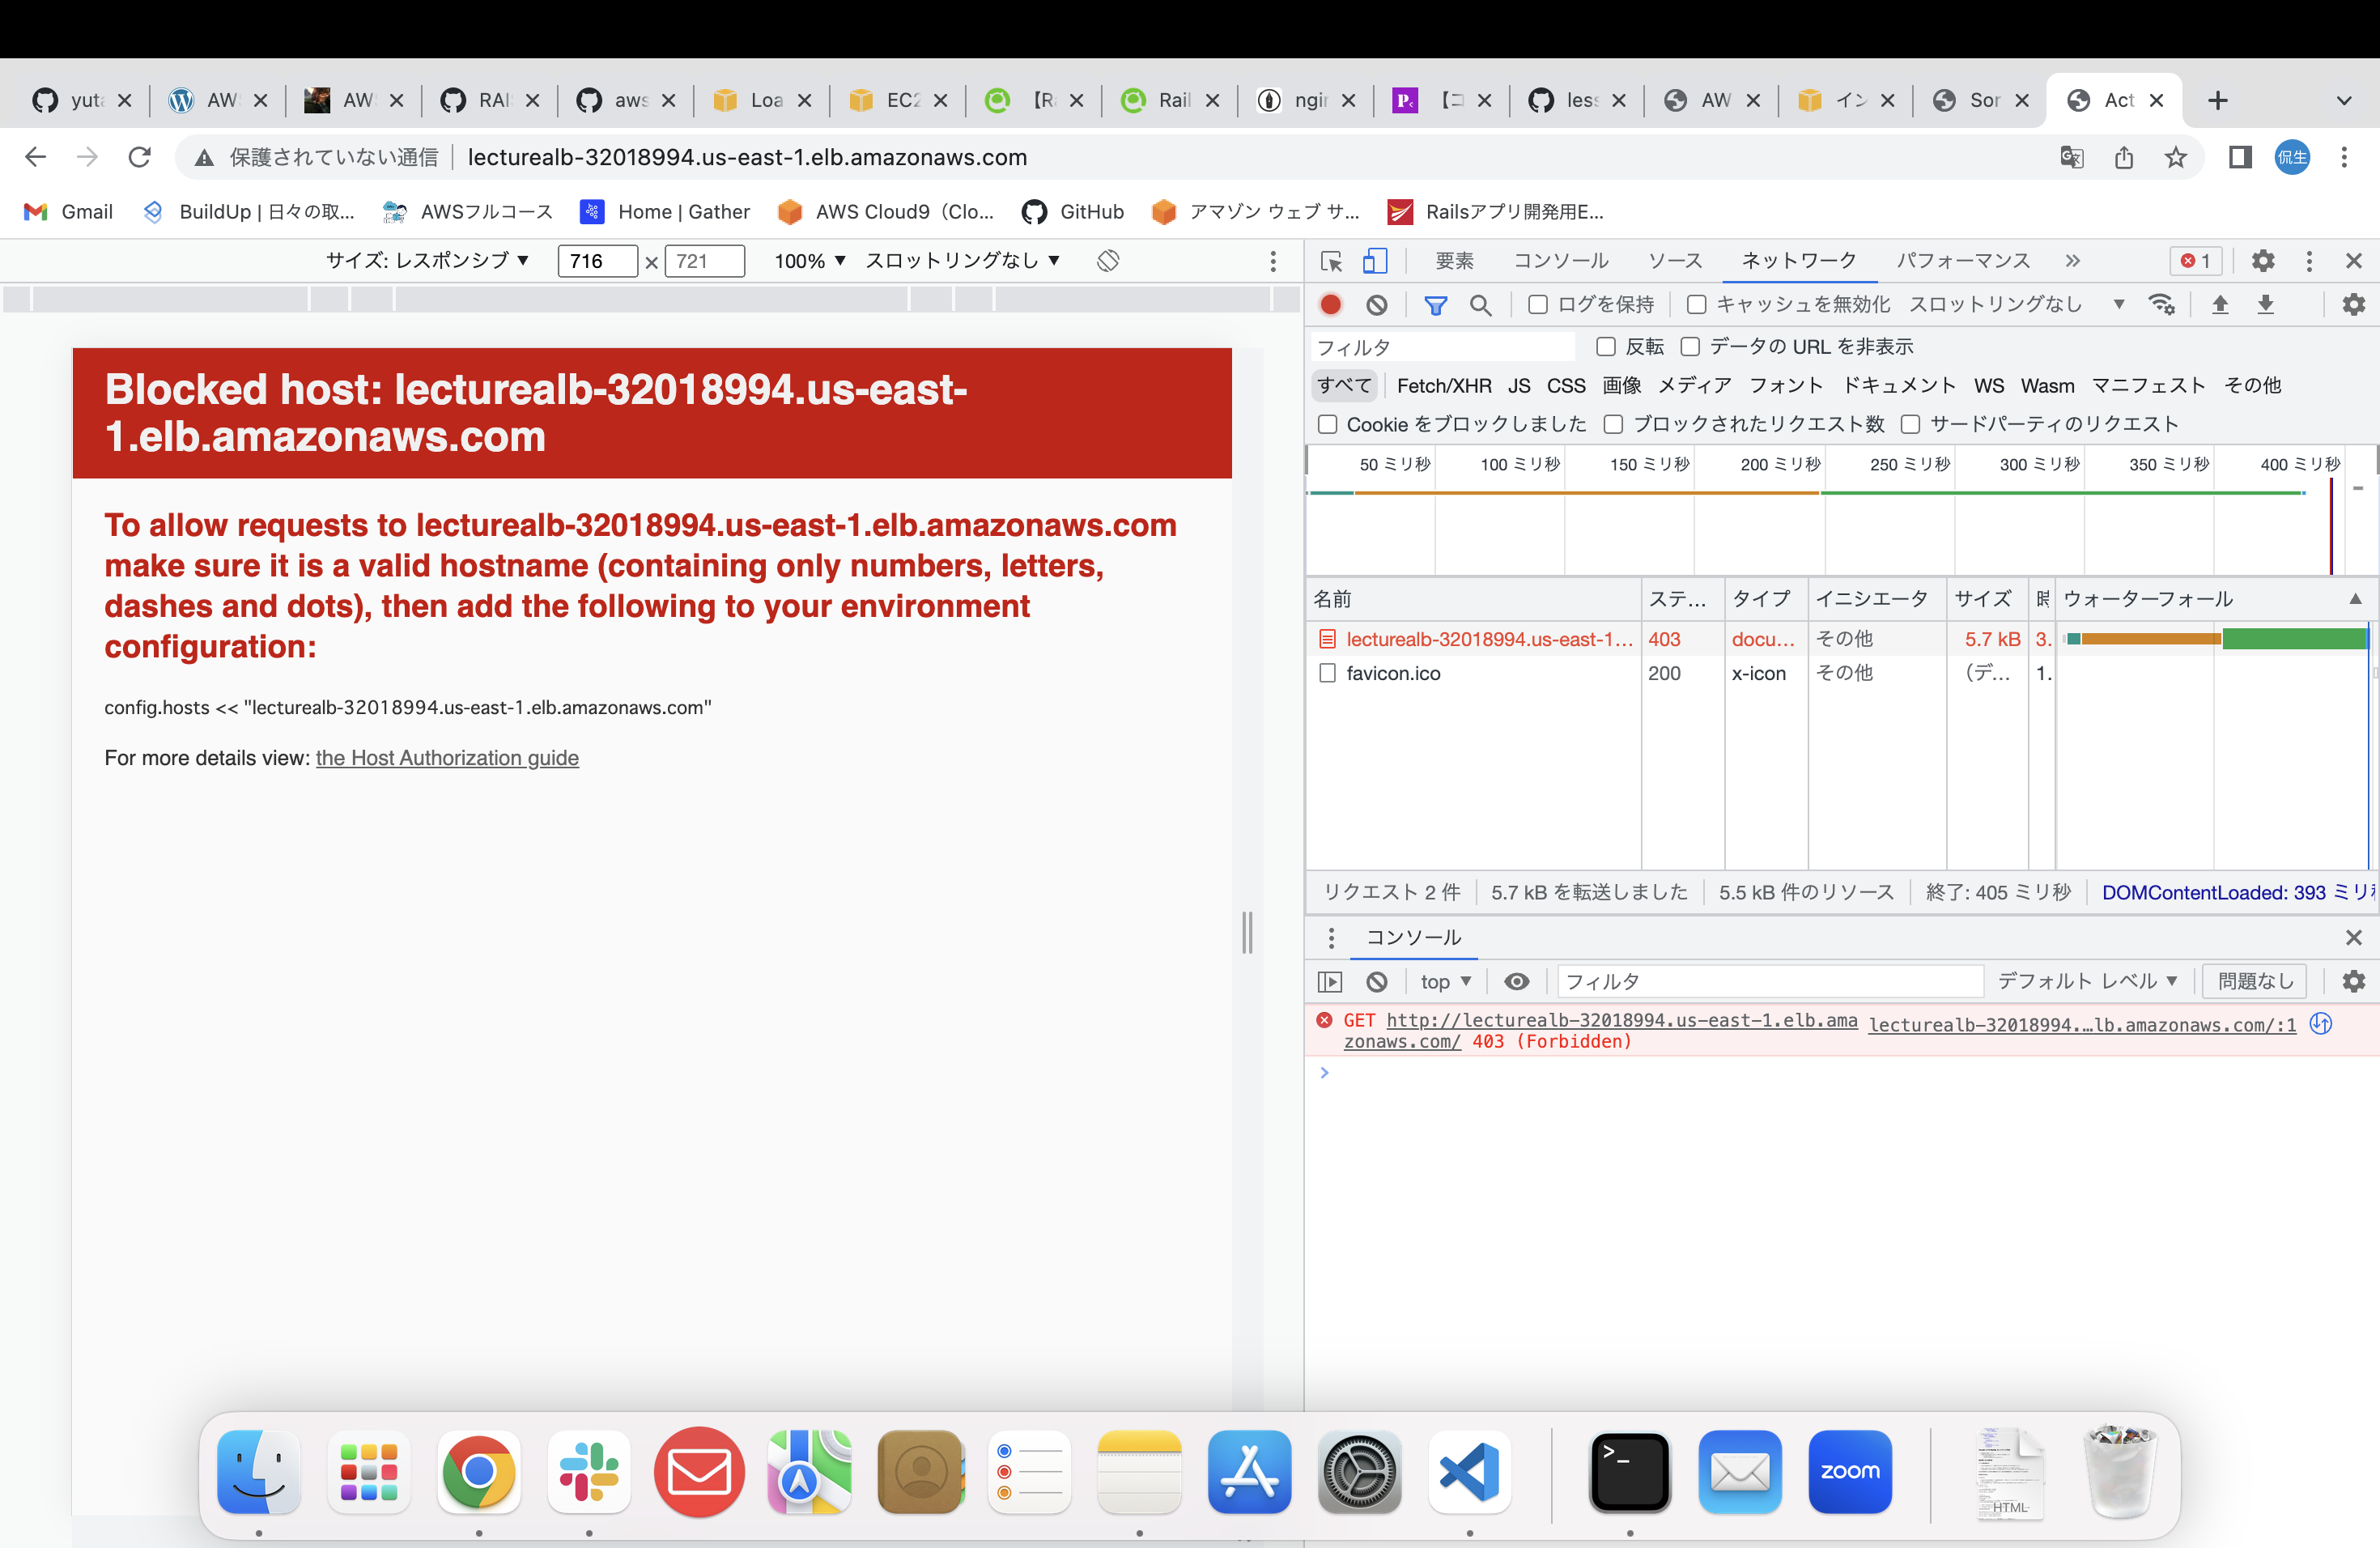 yuta
AW
AW
RAI
aws
Loa
EC2
【R
Rail
ngin
【コ
less
AW
イン
Sor
Act
保護されていない通信
lecturealb-32018994.us-east-1.elb.amazonaws.com
侃生
Gmail
BuildUp | 日々の取...
AWSフルコース
Home | Gather
AWS Cloud9（Clo...
GitHub
アマゾン ウェブ サ...
Railsアプリ開発用E...
サイズ: レスポンシブ ▼
716 × 721
100% ▼
スロットリングなし ▼
要素
コンソール
ソース
ネットワーク
パフォーマンス
1
ログを保持
キャッシュを無効化
スロットリングなし ▼
フィルタ
反転
データの URL を非表示
すべて
Fetch/XHR JS CSS 画像 メディア フォント ドキュメント WS Wasm マニフェスト その他
Cookie をブロックしました
ブロックされたリクエスト数
サードパーティのリクエスト
50 ミリ秒
100 ミリ秒
150 ミリ秒
200 ミリ秒
250 ミリ秒
300 ミリ秒
350 ミリ秒
400 ミリ秒
名前
ステ...
タイプ
イニシエータ
サイズ
ウォーターフォール
lecturealb-32018994.us-east-1...
403
docu...
その他
5.7 kB
3.
favicon.ico
200
x-icon
その他
（デ...
1.
リクエスト 2 件
5.7 kB を転送しました
5.5 kB 件のリソース
終了: 405 ミリ秒
DOMContentLoaded: 393 ミリ
コンソール
top ▼
フィルタ
デフォルト レベル ▼
問題なし
GET http://lecturealb-32018994.us-east-1.elb.ama
zonaws.com/ 403 (Forbidden)
lecturealb-32018994.…lb.amazonaws.com/:1
Blocked host: lecturealb-32018994.us-east-
1.elb.amazonaws.com
To allow requests to lecturealb-32018994.us-east-1.elb.amazonaws.com
make sure it is a valid hostname (containing only numbers, letters,
dashes and dots), then add the following to your environment
configuration:
config.hosts << "lecturealb-32018994.us-east-1.elb.amazonaws.com"
For more details view: the Host Authorization guide
zoom
HTML